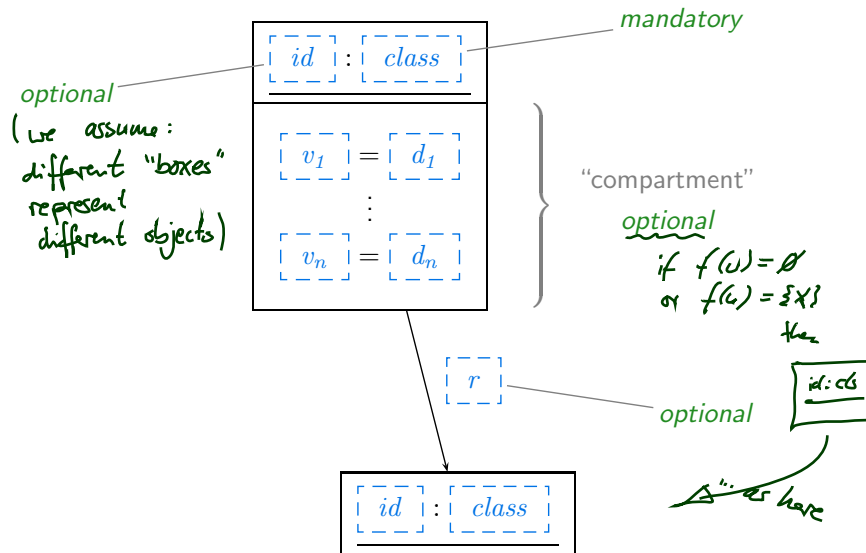 mandatory
id : class
optional
(we assume:
different "boxes"
represent
different objects)
v1 = d1
⋮
vn = dn
“compartment”
optional
if f(u) = ∅
or f(u) = {X}
then
id:cls
r
optional
... as here
id : class